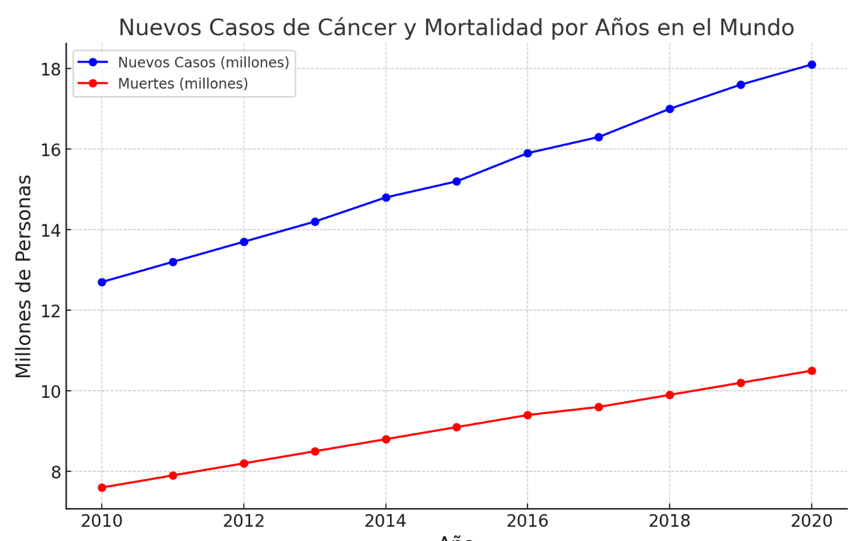 Nuevos Casos de Cáncer y Mortalidad por Años en el Mundo
Nuevos Casos (millones)
Muertes (millones)
Millones de Personas
18
16
14
12
10
8
2010 2012 2014 2016 2018 2020
Año